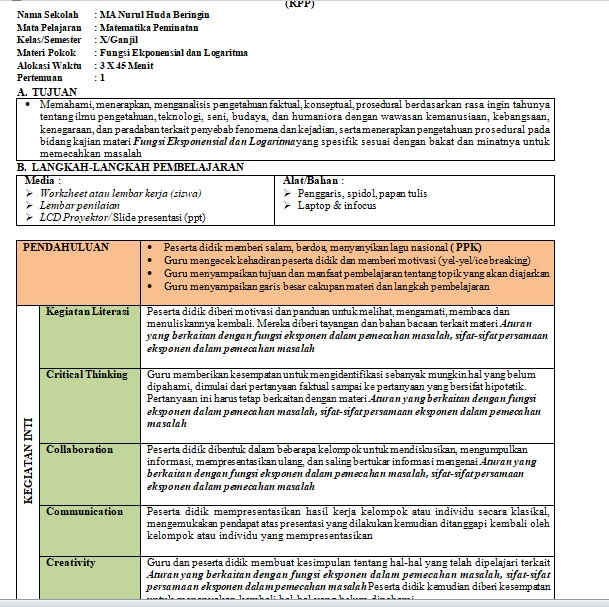 (RPP)
Nama Sekolah : MA Nurul Huda Beringin
Mata Pelajaran : Matematika Peminatan
Kelas/Semester : X/Ganjil
Materi Pokok : Fungsi Ekponensial dan Logaritma
Alokasi Waktu : 3 X 45 Menit
Pertemuan : 1
A. TUJUAN
• Memahami, menerapkan, menganalisis pengetahuan faktual, konseptual, prosedural berdasarkan rasa ingin tahunya
tentang ilmu pengetahuan, teknologi, seni, budaya, dan humaniora dengan wawasan kemanusiaan, kebangsaan,
kenegaraan, dan peradaban terkait penyebab fenomena dan kejadian, serta menerapkan pengetahuan prosedural pada
bidang kajian materi Fungsi Eksponensial dan Logaritma yang spesifik sesuai dengan bakat dan minatnya untuk
memecahkan masalah
B. LANGKAH-LANGKAH PEMBELAJARAN
Media :
➢ Worksheet atau lembar kerja (siswa)
➢ Lembar penilaian
➢ LCD Proyektor/ Slide presentasi (ppt)
Alat/Bahan :
➢ Penggaris, spidol, papan tulis
➢ Laptop & infocus
PENDAHULUAN
• Peserta didik memberi salam, berdoa, menyanyikan lagu nasional ( PPK)
• Guru mengecek kehadiran peserta didik dan memberi motivasi (yel-yel/ice breaking)
• Guru menyampaikan tujuan dan manfaat pembelajaran tentang topik yang akan diajarkan
• Guru menyampaikan garis besar cakupan materi dan langkah pembelajaran
KEGIATAN INTI
Kegiatan Literasi
Peserta didik diberi motivasi dan panduan untuk melihat, mengamati, membaca dan
menuliskannya kembali. Mereka diberi tayangan dan bahan bacaan terkait materi Aturan
yang berkaitan dengan fungsi eksponen dalam pemecahan masalah, sifat-sifat persamaan
eksponen dalam pemecahan masalah
Critical Thinking
Guru memberikan kesempatan untuk mengidentifikasi sebanyak mungkin hal yang belum
dipahami, dimulai dari pertanyaan faktual sampai ke pertanyaan yang bersifat hipotetik.
Pertanyaan ini harus tetap berkaitan dengan materi Aturan yang berkaitan dengan fungsi
eksponen dalam pemecahan masalah, sifat-sifat persamaan eksponen dalam pemecahan
masalah
Collaboration
Peserta didik dibentuk dalam beberapa kelompok untuk mendiskusikan, mengumpulkan
informasi, mempresentasikan ulang, dan saling bertukar informasi mengenai Aturan yang
berkaitan dengan fungsi eksponen dalam pemecahan masalah, sifat-sifat persamaan
eksponen dalam pemecahan masalah
Communication
Peserta didik mempresentasikan hasil kerja kelompok atau individu secara klasikal,
mengemukakan pendapat atas presentasi yang dilakukan kemudian ditanggapi kembali oleh
kelompok atau individu yang mempresentasikan
Creativity
Guru dan peserta didik membuat kesimpulan tentang hal-hal yang telah dipelajari terkait
Aturan yang berkaitan dengan fungsi eksponen dalam pemecahan masalah, sifat-sifat
persamaan eksponen dalam pemecahan masalah Peserta didik kemudian diberi kesempatan